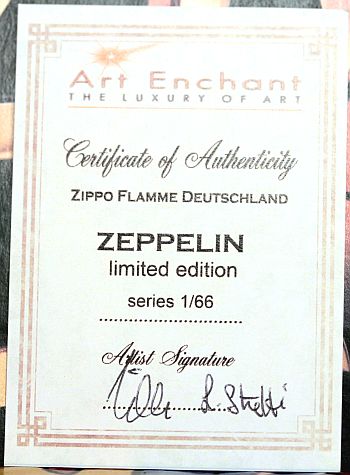 Art Enchant
THE LUXURY OF ART
Certificate of Authenticity
ZIPPO FLAMME DEUTSCHLAND
ZEPPELIN
limited edition
series 1/66
Artist Signature